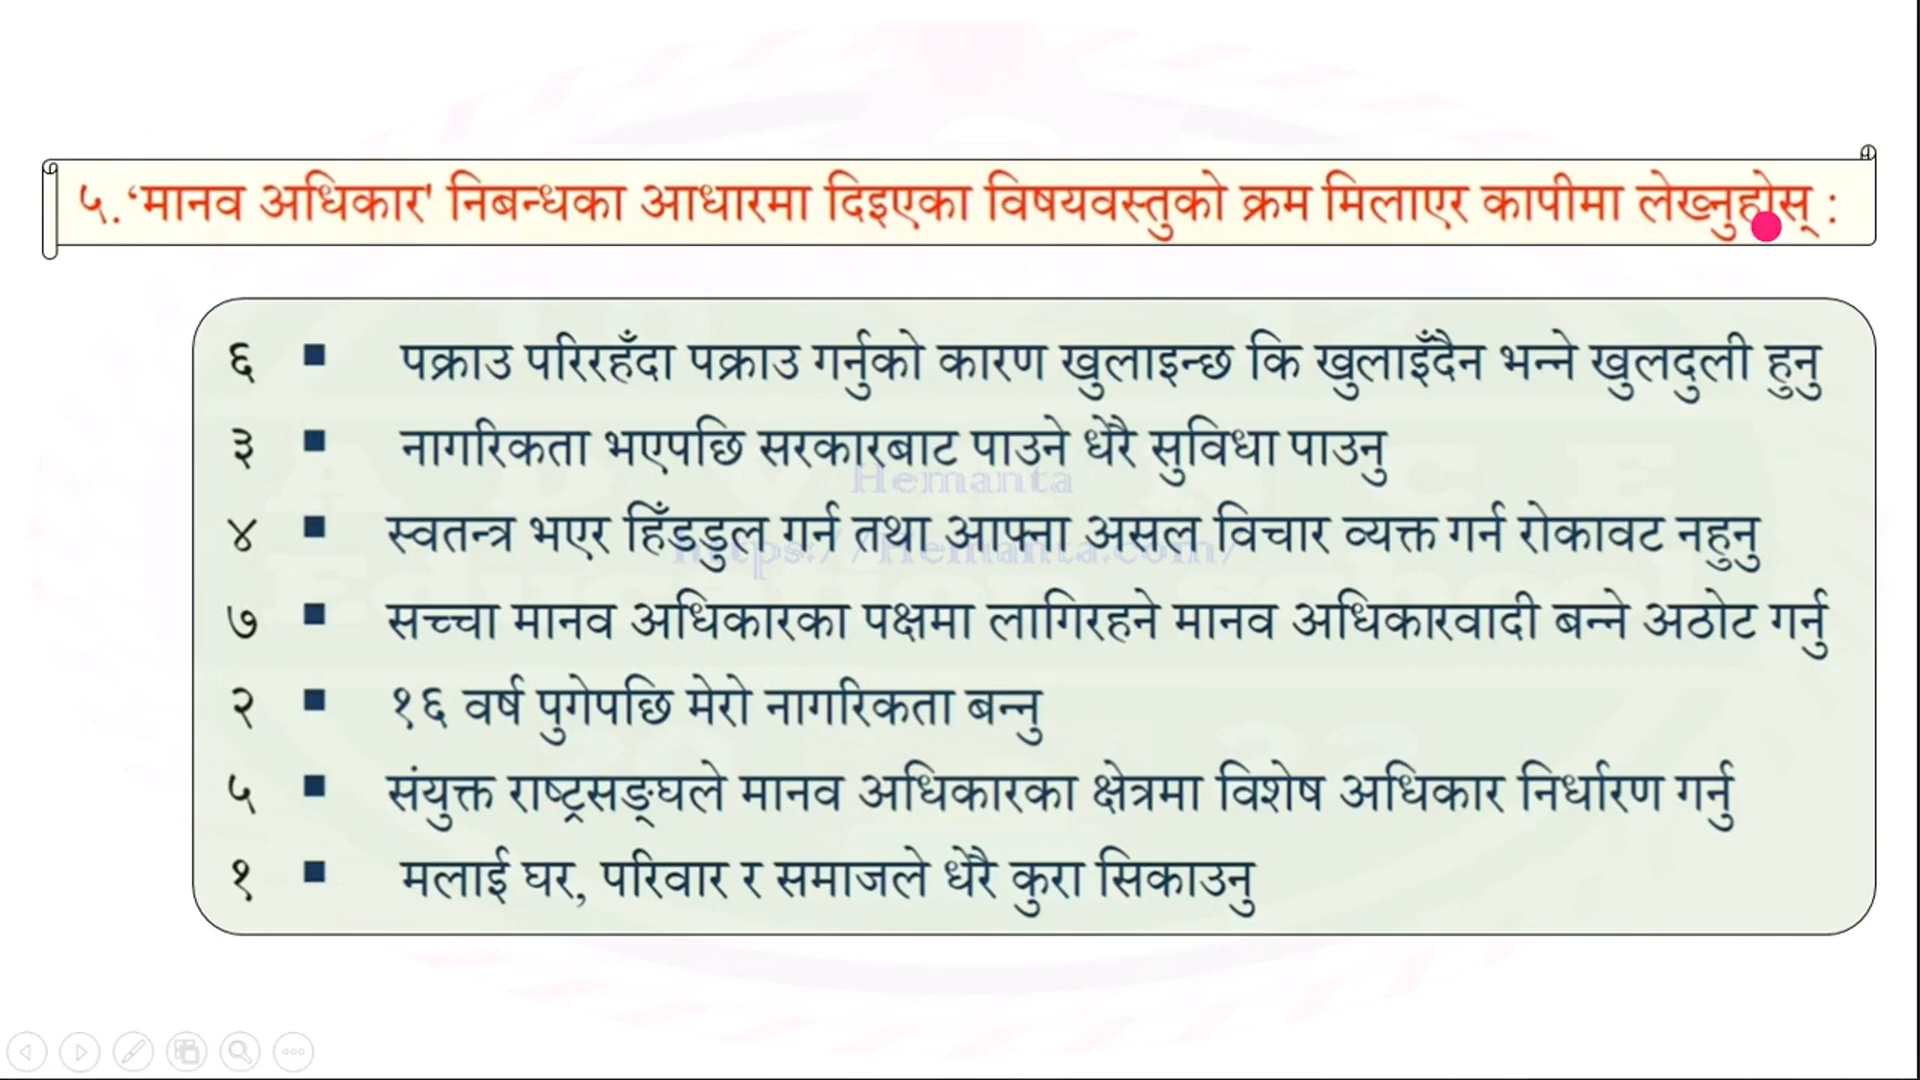 ५. ‘मानव अधिकार' निबन्धका आधारमा दिइएका विषयवस्तुको क्रम मिलाएर कापीमा लेख्नुहोस् :
६ ■ पक्राउ परिरहँदा पक्राउ गर्नुको कारण खुलाइन्छ कि खुलाइँदैन भन्ने खुलदुली हुनु
३ ■ नागरिकता भएपछि सरकारबाट पाउने धेरै सुविधा पाउनु
Hemanta
४ ■ स्वतन्त्र भएर हिँडडुल गर्न तथा आफ्ना असल विचार व्यक्त गर्न रोकावट नहुनु
https://Hemanta.com/
७ ■ सच्चा मानव अधिकारका पक्षमा लागिरहने मानव अधिकारवादी बन्ने अठोट गर्नु
२ ■ १६ वर्ष पुगेपछि मेरो नागरिकता बन्नु
५ ■ संयुक्त राष्ट्रसङ्घले मानव अधिकारका क्षेत्रमा विशेष अधिकार निर्धारण गर्नु
१ ■ मलाई घर, परिवार र समाजले धेरै कुरा सिकाउनु